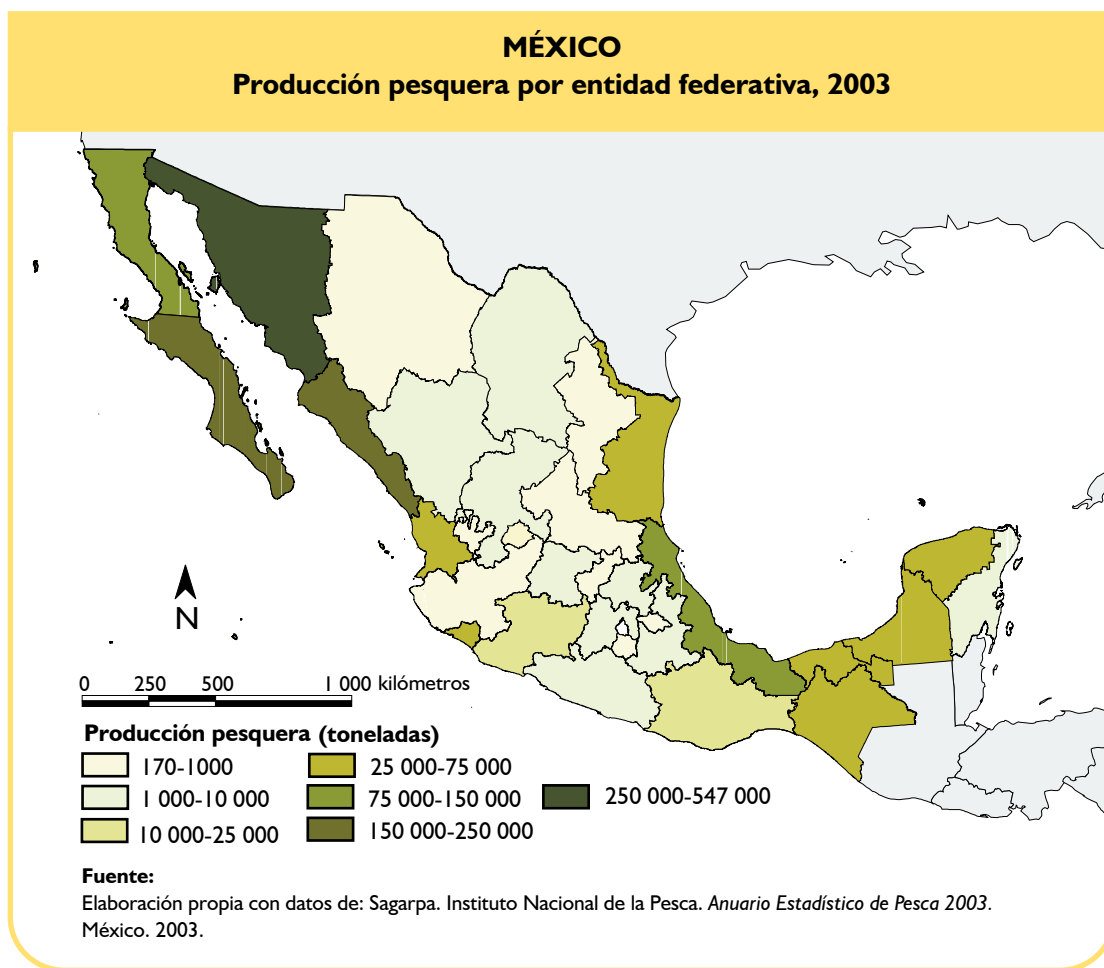 MÉXICO
Producción pesquera por entidad federativa, 2003
N
0 250 500 1 000 kilómetros
Producción pesquera (toneladas)
170-1000
25 000-75 000
1 000-10 000
75 000-150 000
250 000-547 000
10 000-25 000
150 000-250 000
Fuente:
Elaboración propia con datos de: Sagarpa. Instituto Nacional de la Pesca. Anuario Estadístico de Pesca 2003.
México. 2003.